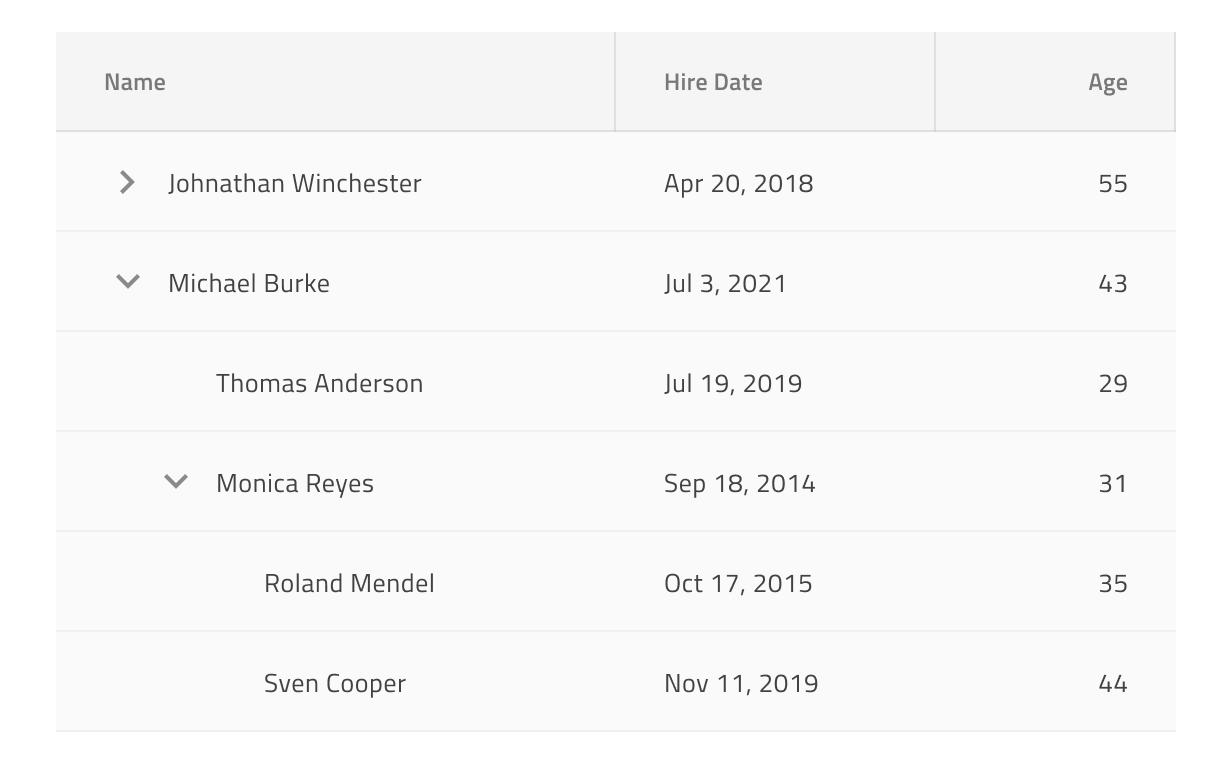 Name Hire Date Age
Johnathan Winchester Apr 20, 2018 55
Michael Burke Jul 3, 2021 43
Thomas Anderson Jul 19, 2019 29
Monica Reyes Sep 18, 2014 31
Roland Mendel Oct 17, 2015 35
Sven Cooper Nov 11, 2019 44